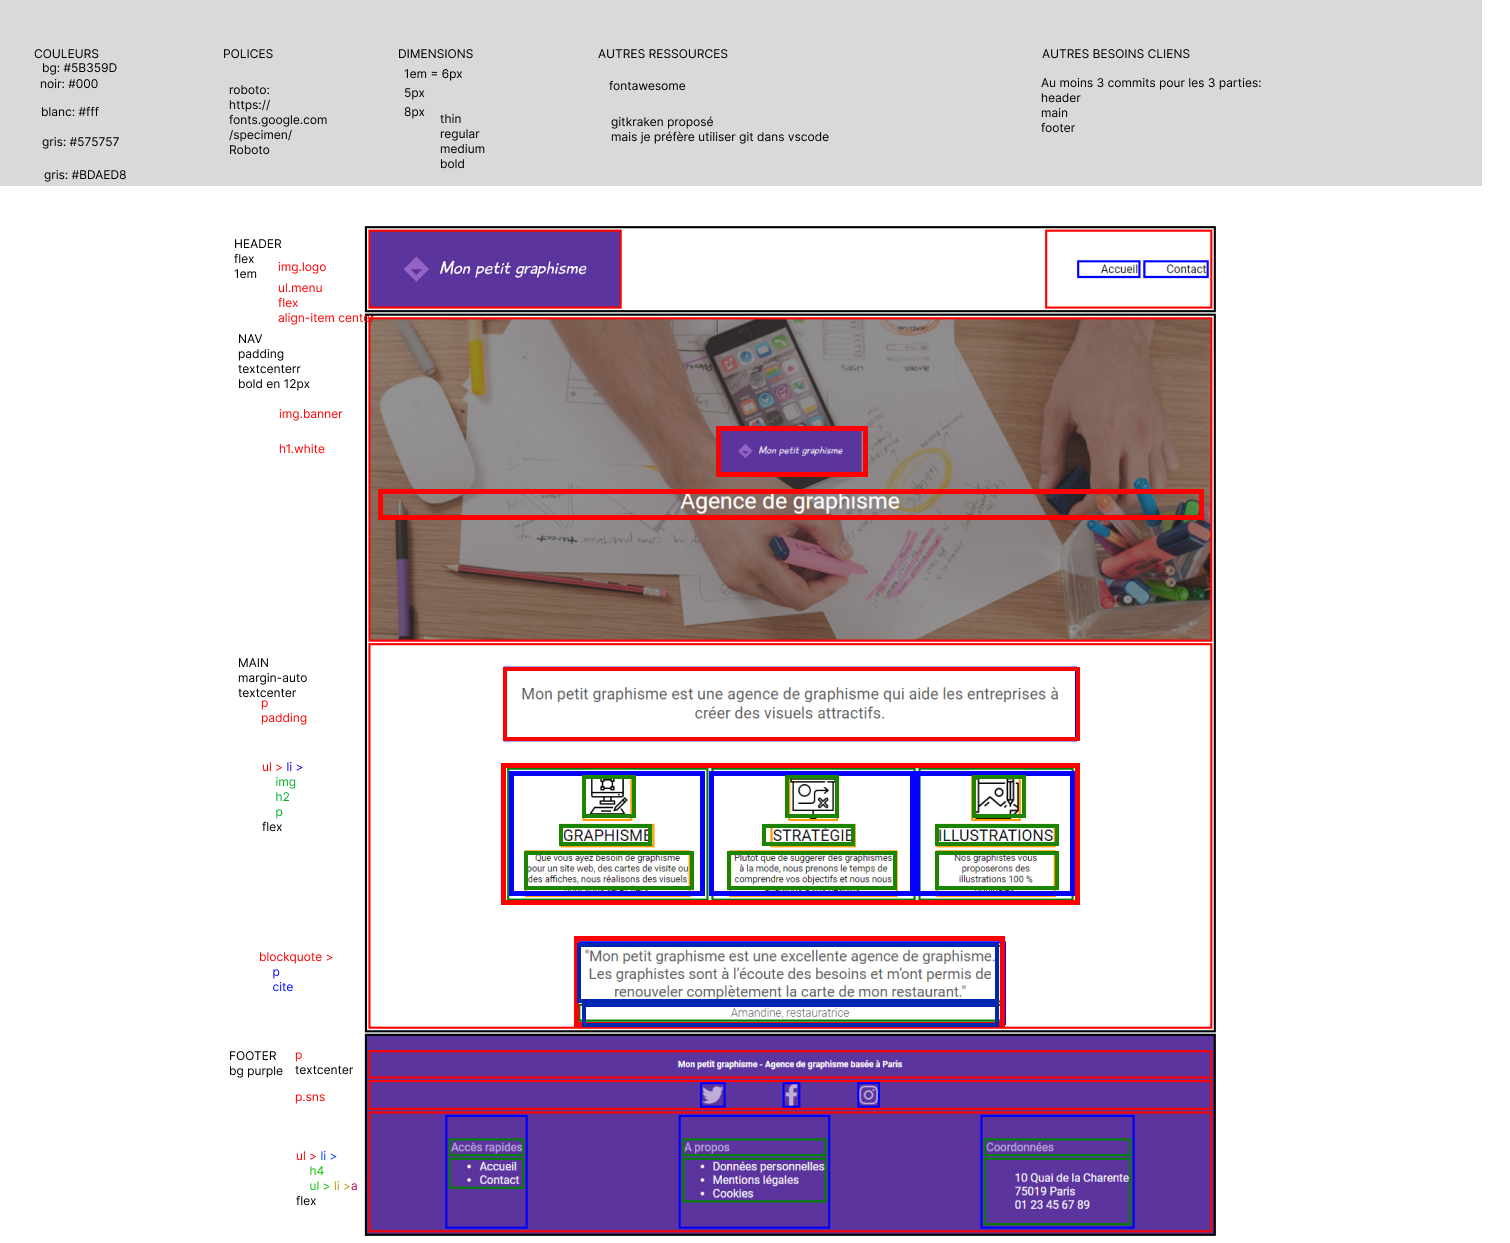 COULEURS
bg: #5B359D
noir: #000
blanc: #fff
gris: #575757
gris: #BDAED8
POLICES
roboto:
https://
fonts.google.com
/specimen/
Roboto
DIMENSIONS
1em = 6px
5px
8px
thin
regular
medium
bold
AUTRES RESSOURCES
fontawesome
gitkraken proposé
mais je préfère utiliser git dans vscode
AUTRES BESOINS CLIENS
Au moins 3 commits pour les 3 parties:
header
main
footer
HEADER
flex
1em
img.logo
ul.menu
flex
align-item center
Mon petit graphisme
Accueil
Contact
NAV
padding
textcenterr
bold en 12px
img.banner
h1.white
Mon petit graphisme
Agence de graphisme
MAIN
margin-auto
textcenter
p
padding
Mon petit graphisme est une agence de graphisme qui aide les entreprises à
créer des visuels attractifs.
ul > li >
img
h2
p
flex
GRAPHISME
Que vous ayez besoin de graphisme
pour un site web, des cartes de visite ou
des affiches, nous réalisons des visuels
STRATÉGIE
Plutôt que de suggérer des graphismes
à la mode, nous prenons le temps de
comprendre vos objectifs et nous nous
ILLUSTRATIONS
Nos graphistes vous
proposerons des
illustrations 100 %
blockquote >
p
cite
"Mon petit graphisme est une excellente agence de graphisme.
Les graphistes sont à l'écoute des besoins et m'ont permis de
renouveler complètement la carte de mon restaurant."
Amandine, restauratrice
FOOTER
bg purple
p
textcenter
p.sns
Mon petit graphisme - Agence de graphisme basée à Paris
ul > li >
h4
ul > li >a
flex
Accès rapides
• Accueil
• Contact
A propos
• Données personnelles
• Mentions légales
• Cookies
Coordonnées
10 Quai de la Charente
75019 Paris
01 23 45 67 89